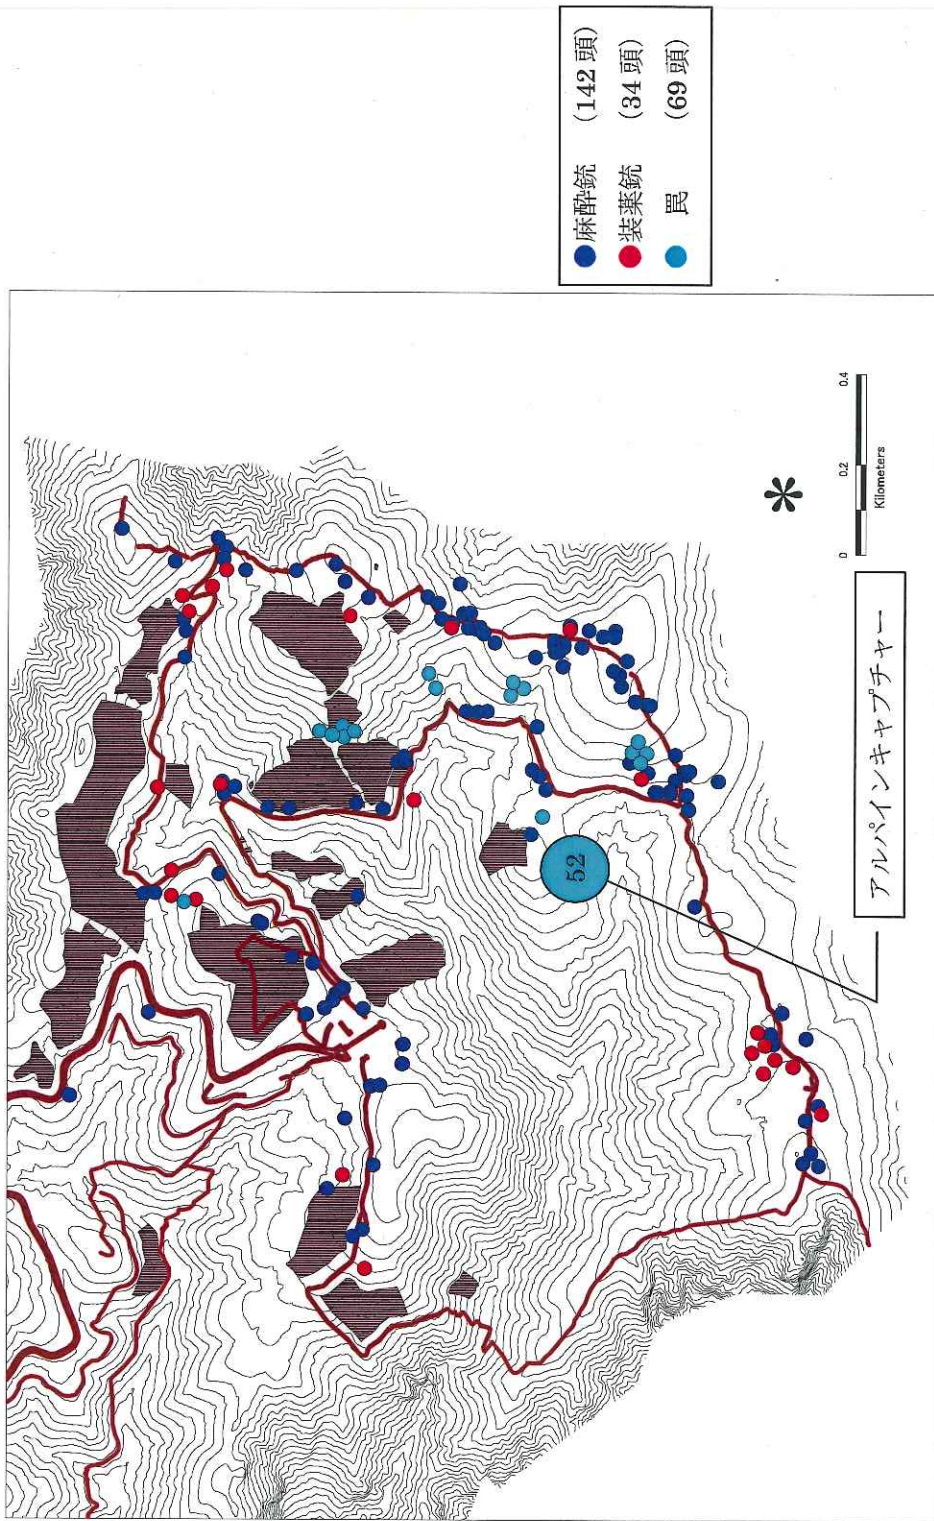 麻酔銃 (142 頭)
装薬銃 (34 頭)
罠 (69 頭)
52
アルパインキャプチャー
0 0.2 0.4
Kilometers